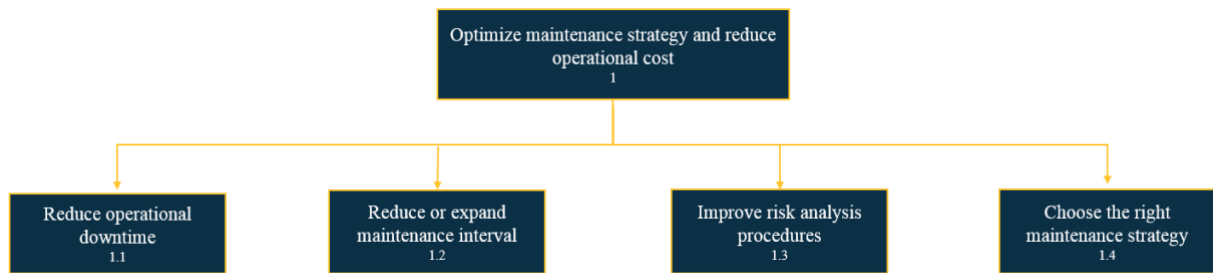 Optimize maintenance strategy and reduce
operational cost
1
Reduce operational
downtime
1.1
Reduce or expand
maintenance interval
1.2
Improve risk analysis
procedures
1.3
Choose the right
maintenance strategy
1.4